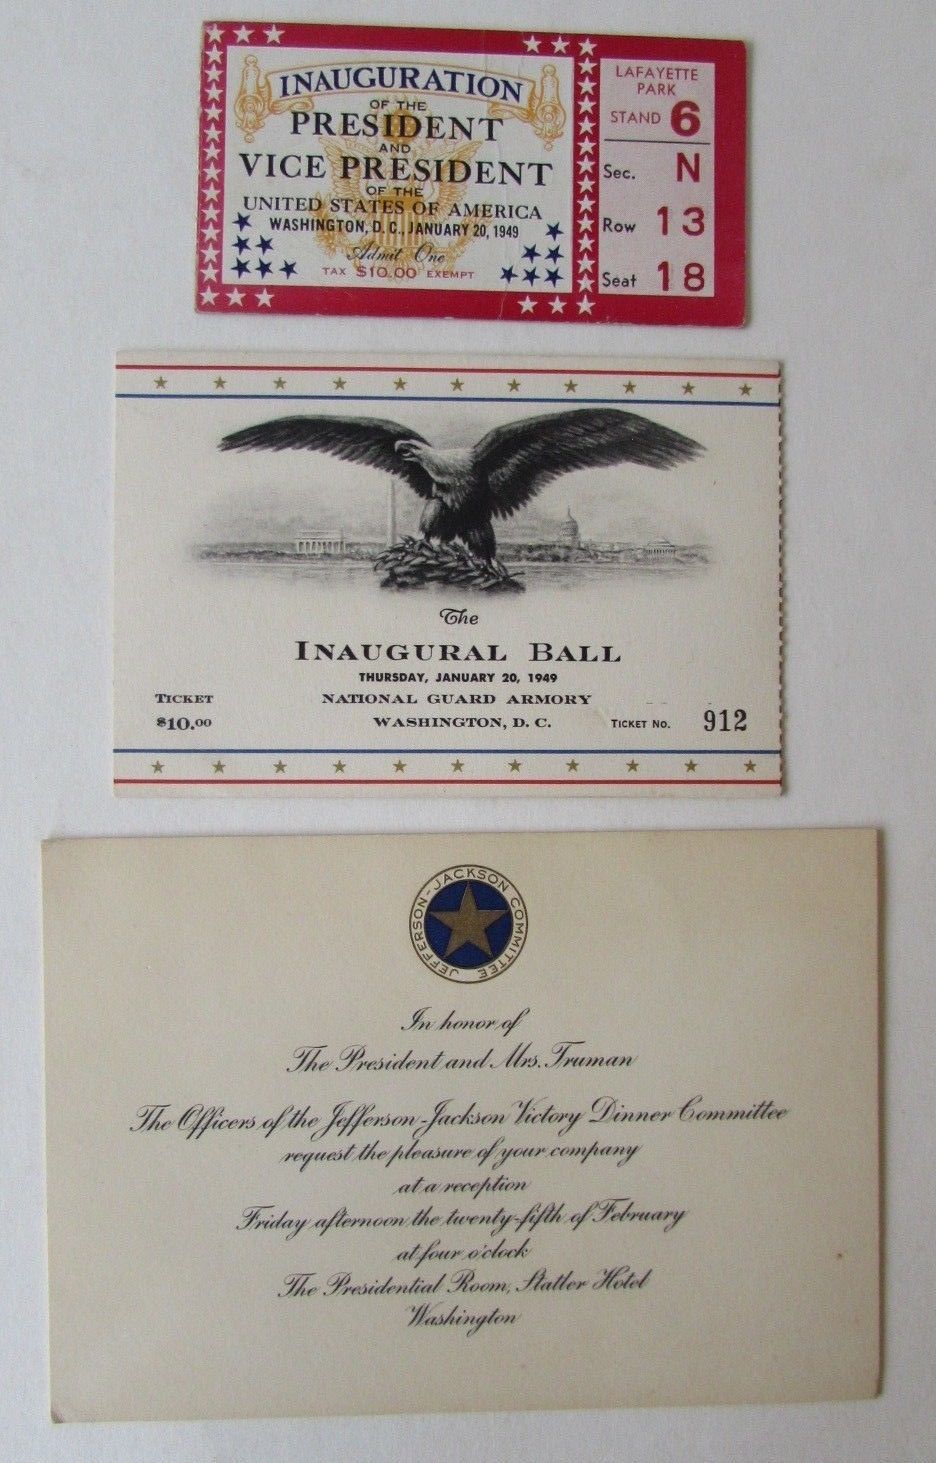 INAUGURATION
OF THE
PRESIDENT
AND
VICE PRESIDENT
OF THE
UNITED STATES OF AMERICA
WASHINGTON, D. C., JANUARY 20, 1949
Admit One
TAX $10.00 EXEMPT
LAFAYETTE
PARK
STAND 6
Sec. N
Row 13
Seat 18
The
INAUGURAL BALL
THURSDAY, JANUARY 20, 1949
TICKET NATIONAL GUARD ARMORY
$10.00 WASHINGTON, D. C. TICKET NO. 912
JEFFERSON-JACKSON COMMITTEE
In honor of
The President and Mrs. Truman
The Officers of the Jefferson-Jackson Victory Dinner Committee
request the pleasure of your company
at a reception
Friday afternoon the twenty-fifth of February
at four o'clock
The Presidential Room, Statler Hotel
Washington